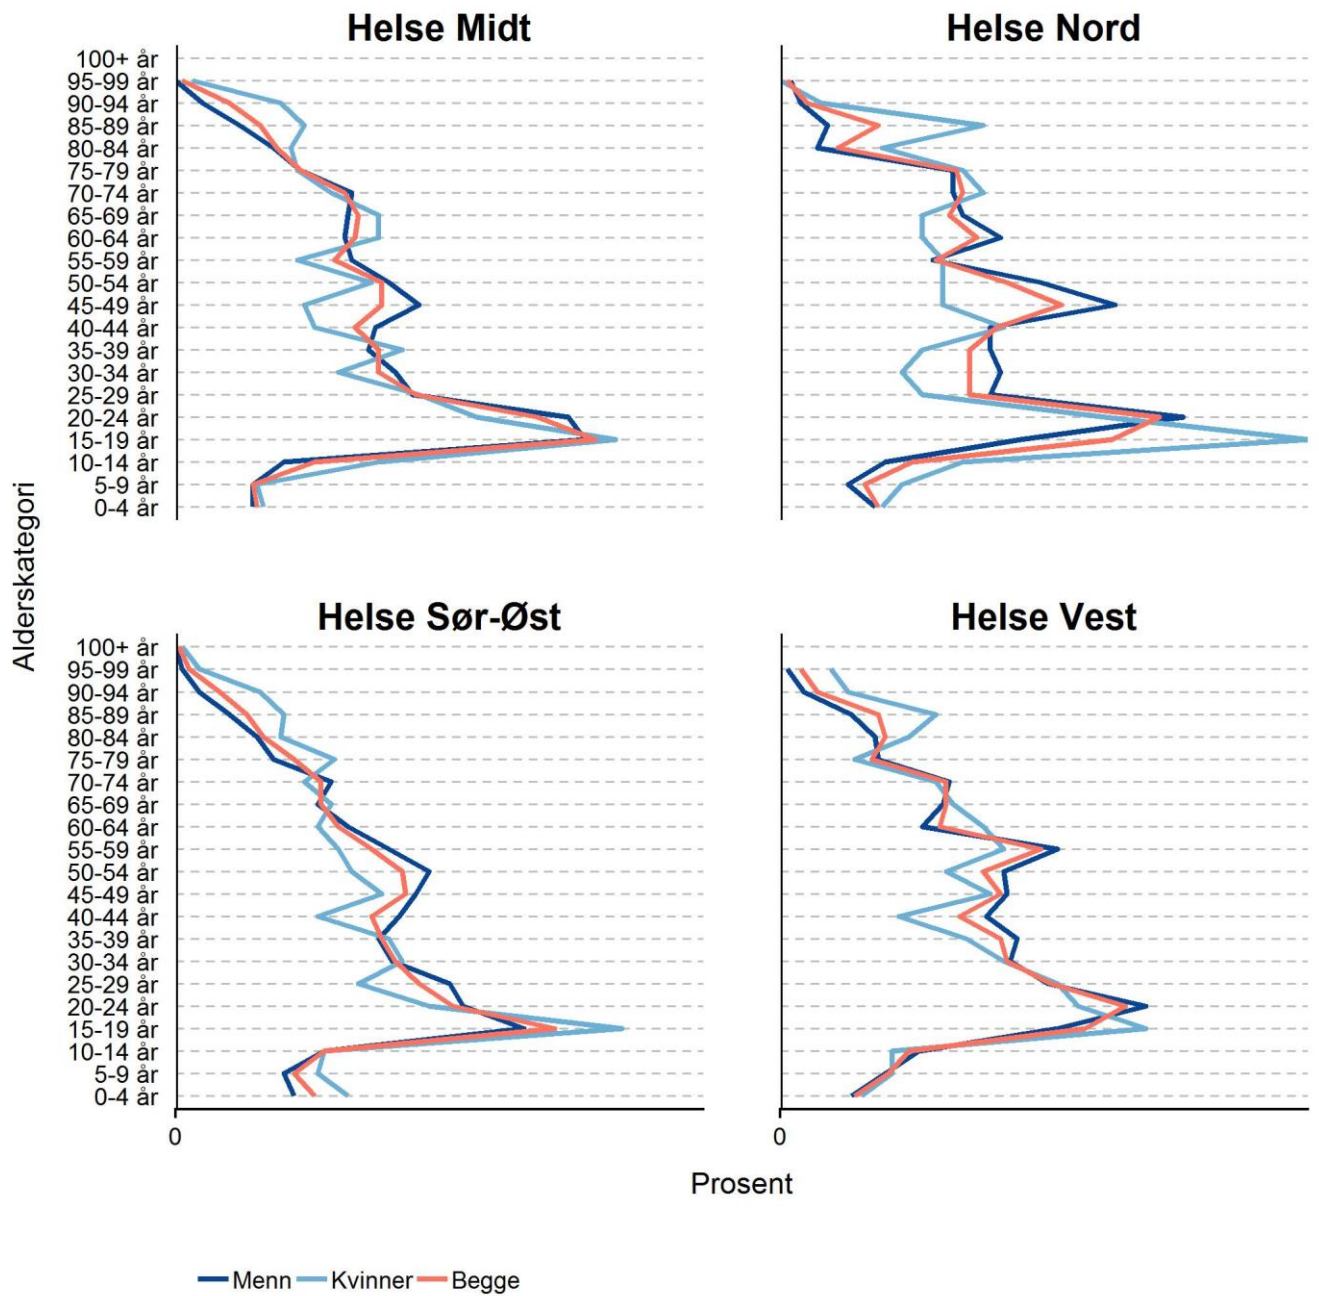 Helse Midt
Helse Nord
100+ år
95-99 år
90-94 år
85-89 år
80-84 år
75-79 år
70-74 år
65-69 år
60-64 år
55-59 år
50-54 år
45-49 år
40-44 år
35-39 år
30-34 år
25-29 år
20-24 år
15-19 år
10-14 år
5-9 år
0-4 år
Alderskategori
Helse Sør-Øst
Helse Vest
100+ år
95-99 år
90-94 år
85-89 år
80-84 år
75-79 år
70-74 år
65-69 år
60-64 år
55-59 år
50-54 år
45-49 år
40-44 år
35-39 år
30-34 år
25-29 år
20-24 år
15-19 år
10-14 år
5-9 år
0-4 år
0
0
Prosent
Menn Kvinner Begge